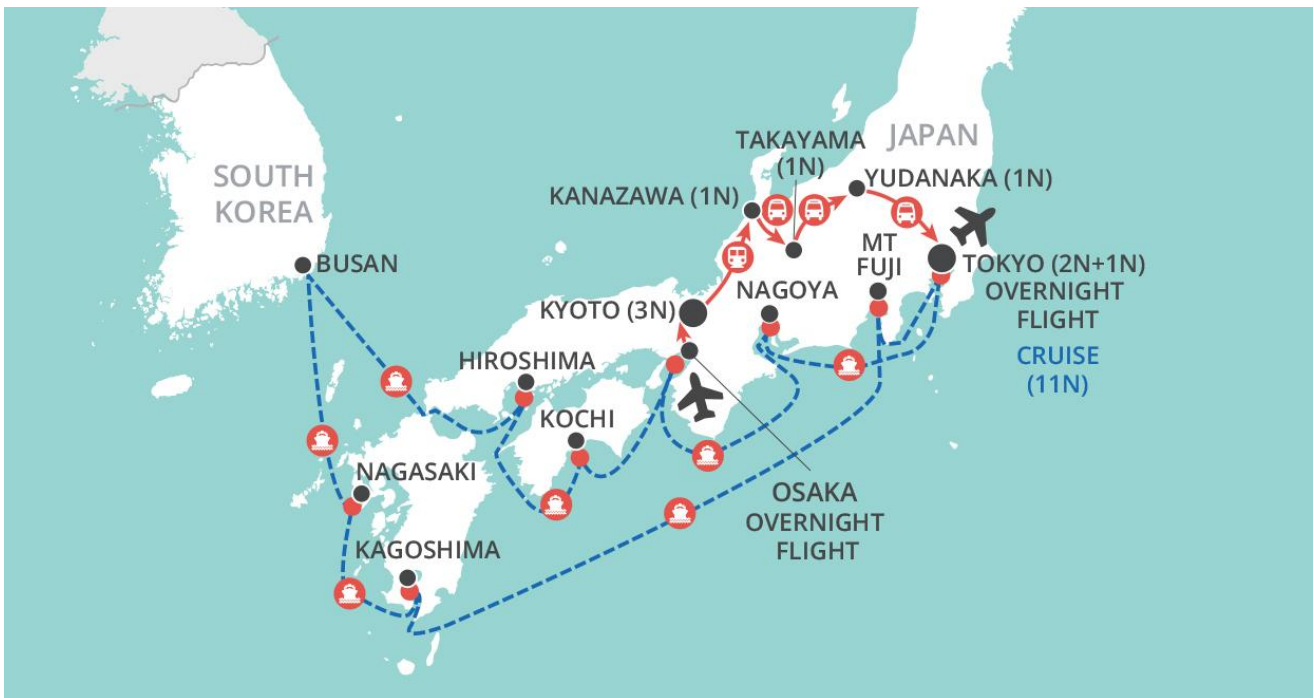 SOUTH
KOREA
JAPAN
TAKAYAMA
(1N)
KANAZAWA (1N)
YUDANAKA (1N)
BUSAN
MT
FUJI
TOKYO (2N+1N)
OVERNIGHT
FLIGHT
CRUISE
(11N)
NAGOYA
KYOTO (3N)
HIROSHIMA
KOCHI
NAGASAKI
OSAKA
OVERNIGHT
FLIGHT
KAGOSHIMA